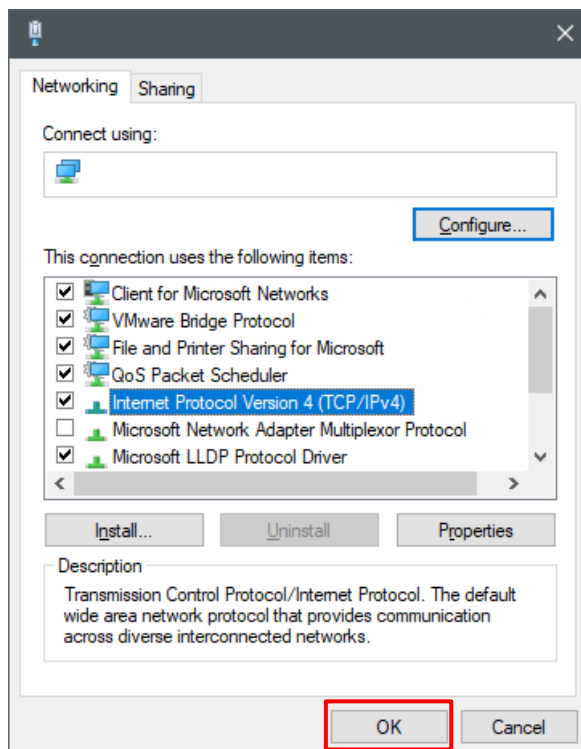 Networking Sharing
Connect using:
Configure...
This connection uses the following items:
Client for Microsoft Networks
VMware Bridge Protocol
File and Printer Sharing for Microsoft
QoS Packet Scheduler
Internet Protocol Version 4 (TCP/IPv4)
Microsoft Network Adapter Multiplexor Protocol
Microsoft LLDP Protocol Driver
Install... Uninstall Properties
Description
Transmission Control Protocol/Internet Protocol. The default
wide area network protocol that provides communication
across diverse interconnected networks.
OK Cancel